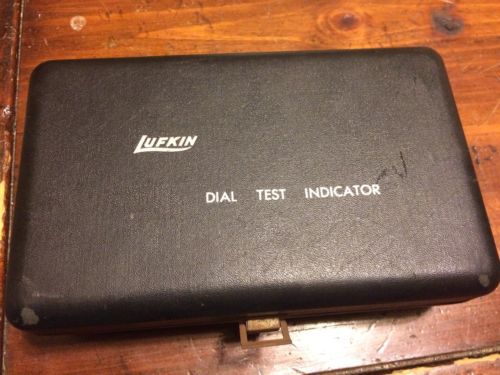 LUFKIN
DIAL TEST INDICATOR